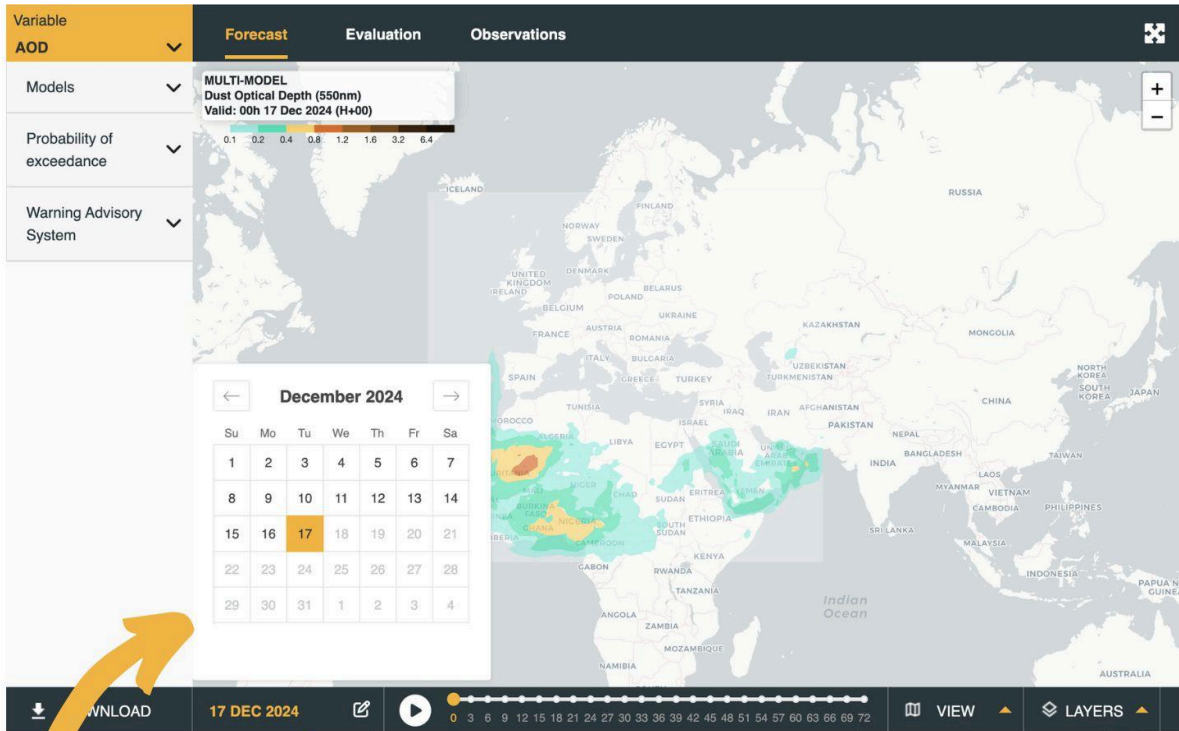 Variable
AOD
Forecast Evaluation Observations
Models
Probability of
exceedance
Warning Advisory
System
MULTI-MODEL
Dust Optical Depth (550nm)
Valid: 00h 17 Dec 2024 (H+00)
0.1 0.2 0.4 0.8 1.2 1.6 3.2 6.4
+
−
ICELAND
RUSSIA
FINLAND
NORWAY
SWEDEN
UNITED
KINGDOM
DENMARK
IRELAND
BELARUS
POLAND
BELGIUM
UKRAINE
KAZAKHSTAN
FRANCE
AUSTRIA
ROMANIA
MONGOLIA
ITALY
BULGARIA
UZBEKISTAN
SPAIN
GREECE
TURKEY
TURKMENISTAN
NORTH
KOREA
SOUTH
KOREA
JAPAN
TUNISIA
SYRIA
IRAQ
IRAN
AFGHANISTAN
CHINA
MOROCCO
ISRAEL
PAKISTAN
ALGERIA
LIBYA
EGYPT
SAUDI
ARABIA
UNITED
ARAB
EMIRATES
NEPAL
BANGLADESH
TAIWAN
INDIA
LAOS
MALI
NIGER
CHAD
SUDAN
ERITREA
YEMEN
MYANMAR
VIETNAM
BURKINA
FASO
CAMBODIA
PHILIPPINES
GHANA
NIGERIA
SOUTH
SUDAN
ETHIOPIA
SRI LANKA
CAMEROON
MALAYSIA
KENYA
GABON
RWANDA
INDONESIA
TANZANIA
PAPUA N
GUINE
Indian
Ocean
ANGOLA
ZAMBIA
MOZAMBIQUE
NAMIBIA
AUSTRALIA
← December 2024 →
Su Mo Tu We Th Fr Sa
1 2 3 4 5 6 7
8 9 10 11 12 13 14
15 16 17 18 19 20 21
22 23 24 25 26 27 28
29 30 31 1 2 3 4
WNLOAD
17 DEC 2024
0 3 6 9 12 15 18 21 24 27 30 33 36 39 42 45 48 51 54 57 60 63 66 69 72
VIEW
LAYERS